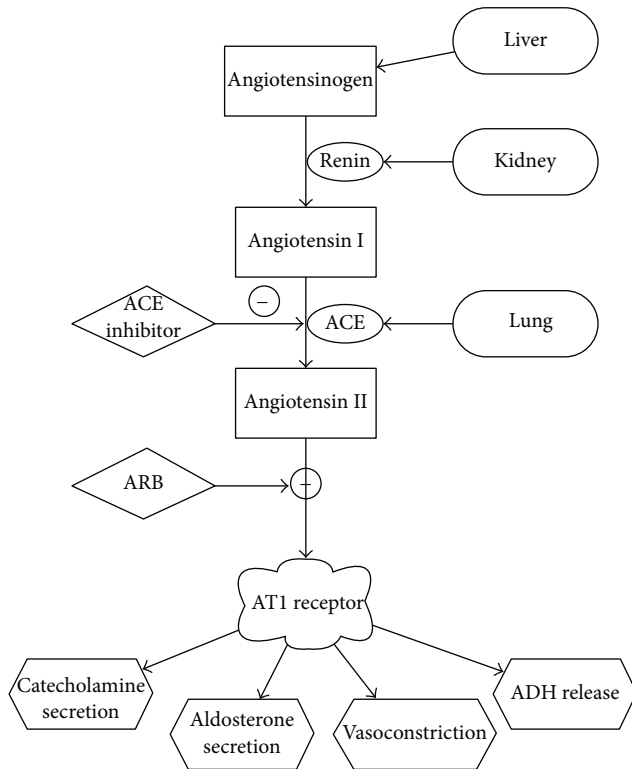 Liver
Angiotensinogen
Renin
Kidney
Angiotensin I
−
ACE
inhibitor
ACE
Lung
Angiotensin II
ARB
−
AT1 receptor
Catecholamine
secretion
Aldosterone
secretion
Vasoconstriction
ADH release